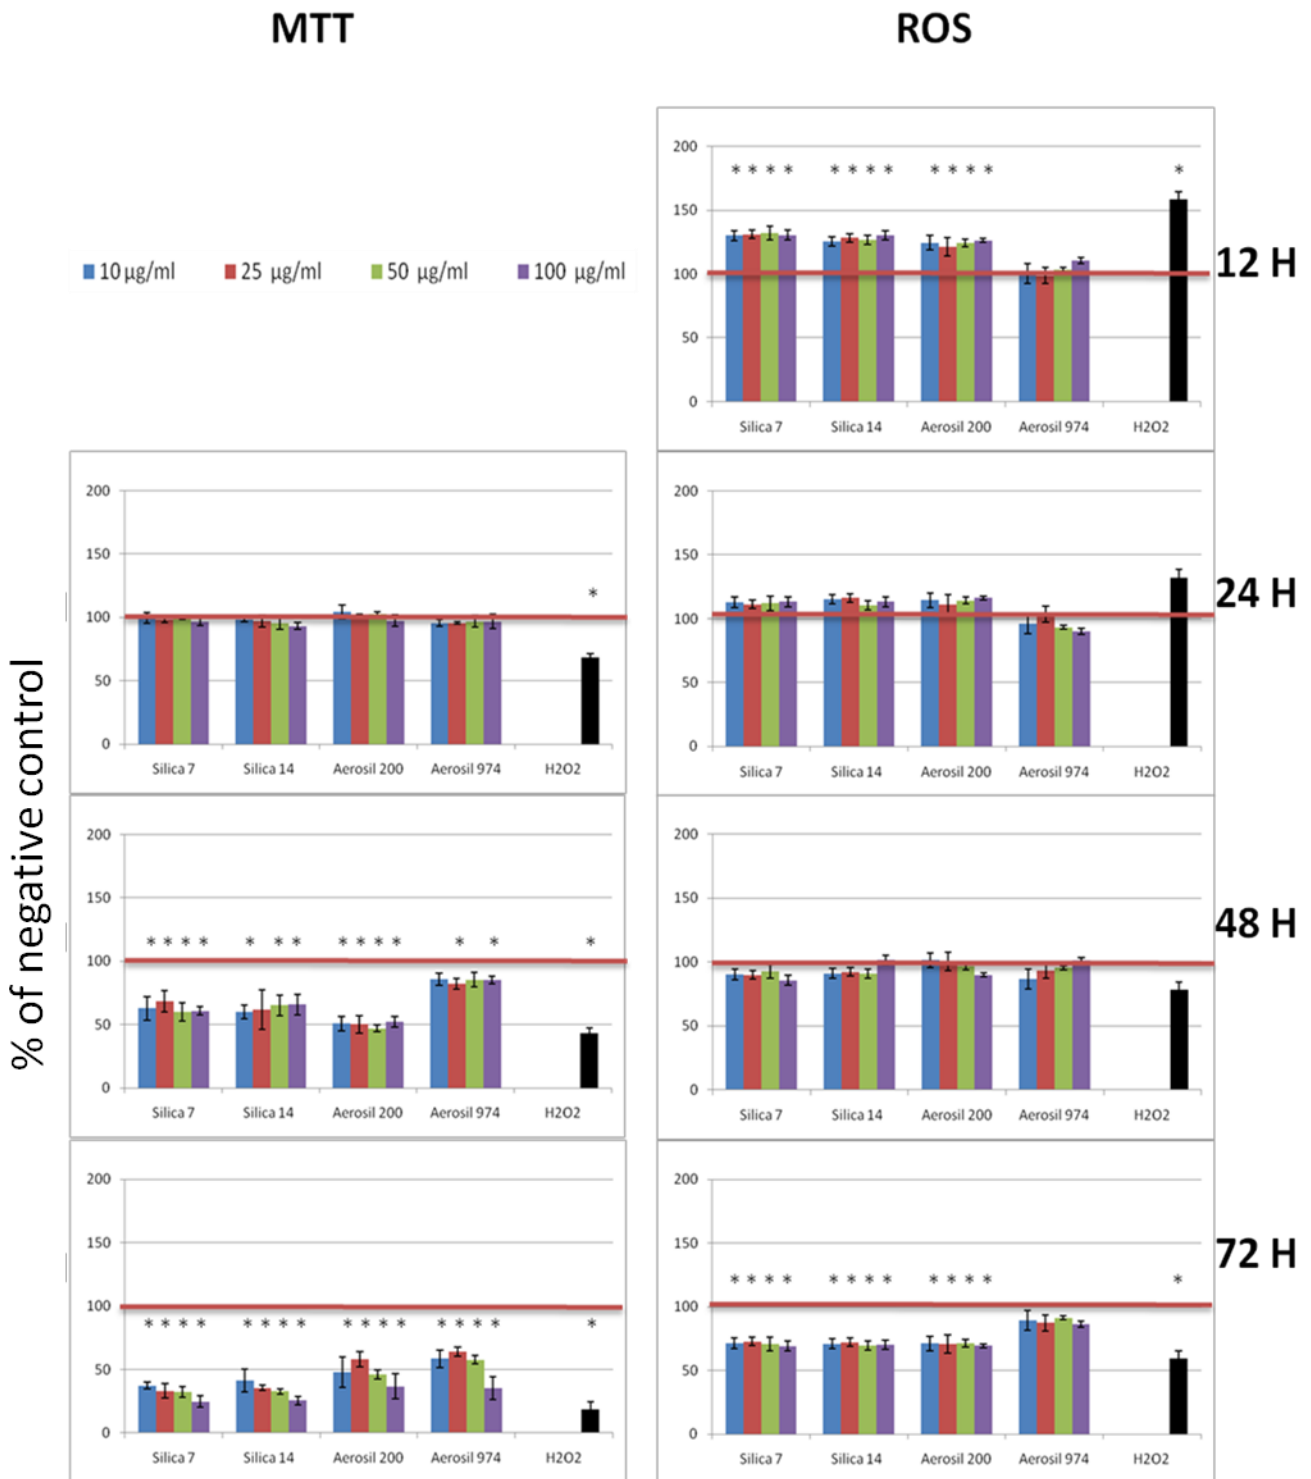 MTT
ROS
10 µg/ml 25 µg/ml 50 µg/ml 100 µg/ml
% of negative control
200
* * * * * * * * * * * * *
150
100
50
0
Silica 7 Silica 14 Aerosil 200 Aerosil 974 H2O2
12 H
200
150
*
100
50
0
Silica 7 Silica 14 Aerosil 200 Aerosil 974 H2O2
200
150
100
50
0
Silica 7 Silica 14 Aerosil 200 Aerosil 974 H2O2
24 H
200
150
* * * * * * * * * * * * * *
100
50
0
Silica 7 Silica 14 Aerosil 200 Aerosil 974 H2O2
200
150
100
50
0
Silica 7 Silica 14 Aerosil 200 Aerosil 974 H2O2
48 H
200
150
100
* * * * * * * * * * * * * * * * *
50
0
Silica 7 Silica 14 Aerosil 200 Aerosil 974 H2O2
200
150
* * * * * * * * * * * * *
100
50
0
Silica 7 Silica 14 Aerosil 200 Aerosil 974 H2O2
72 H